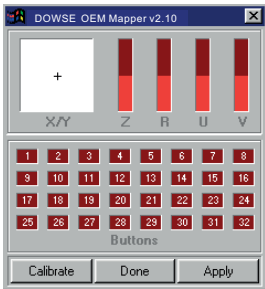 DOWSE OEM Mapper v2.10
X/Y Z R U V
1 2 3 4 5 6 7 8
9 10 11 12 13 14 15 16
17 18 19 20 21 22 23 24
25 26 27 28 29 30 31 32
Buttons
Calibrate Done Apply